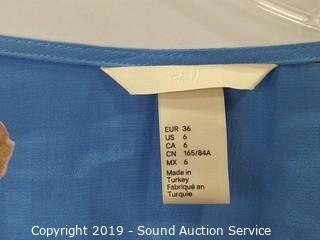 H&M
EUR 36
US 6
CA 6
CN 165/84A
MX 6
Made in
Turkey
Fabriqué en
Turquie
Copyright 2019 - Sound Auction Service